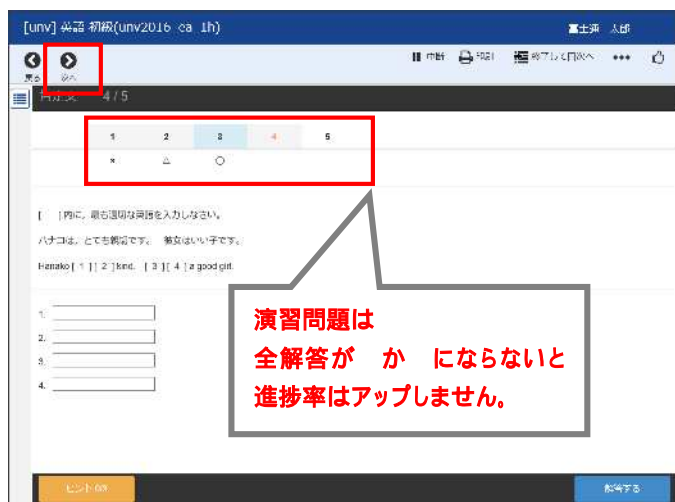 [unv] 英語 初級(unv2016 ea 1h)
富士通 太郎
戻る 次へ
中断 印刷 終了して目次へ
4 / 5
1 2 3 4 5
× △ ○
[ ]内に、最も適切な英語を入力しなさい。
ハナコは、とても親切です。 彼女はいい子です。
Hanako [ 1 ] [ 2 ] kind. [ 3 ] [ 4 ] a good girl.
1.
2.
3.
4.
演習問題は
全解答が か にならないと
進捗率はアップしません。
解答する